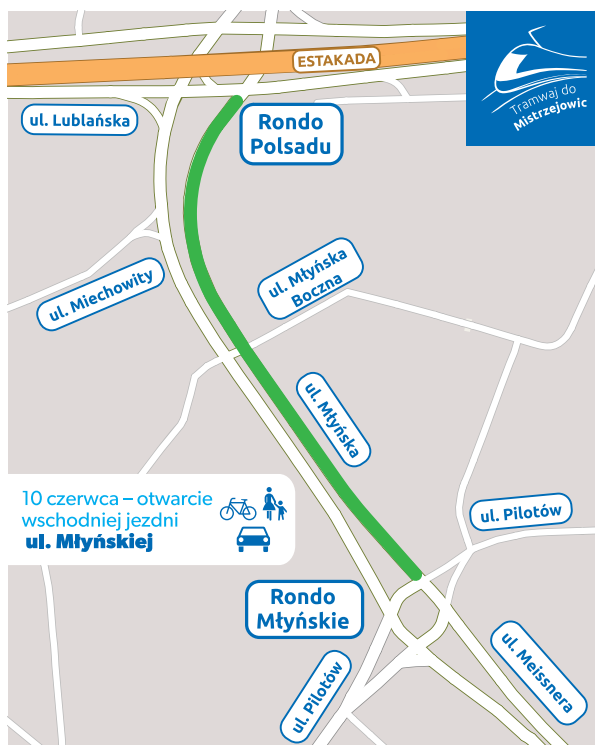 ESTAKADA
Tramwaj do
Mistrzejowic
ul. Lublańska
Rondo
Polsadu
ul. Miechowity
ul. Młyńska
Boczna
ul. Młyńska
10 czerwca – otwarcie
wschodniej jezdni
ul. Młyńskiej
ul. Pilotów
Rondo
Młyńskie
ul. Pilotów
ul. Meissnera